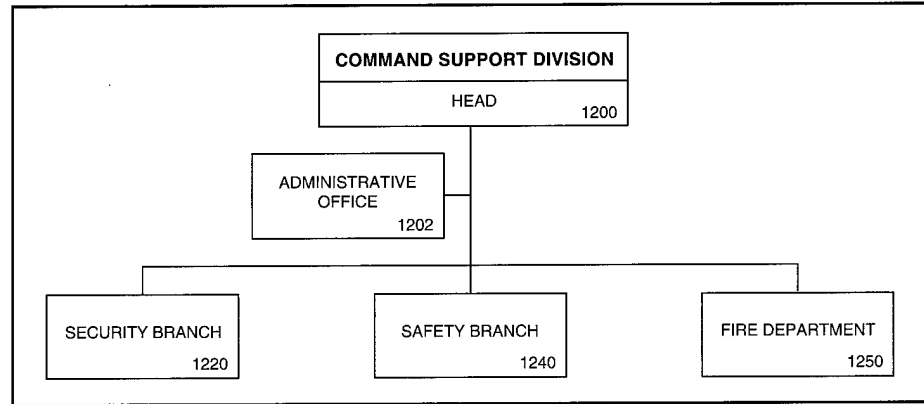 COMMAND SUPPORT DIVISION
HEAD
1200
ADMINISTRATIVE
OFFICE
1202
SECURITY BRANCH
1220
SAFETY BRANCH
1240
FIRE DEPARTMENT
1250